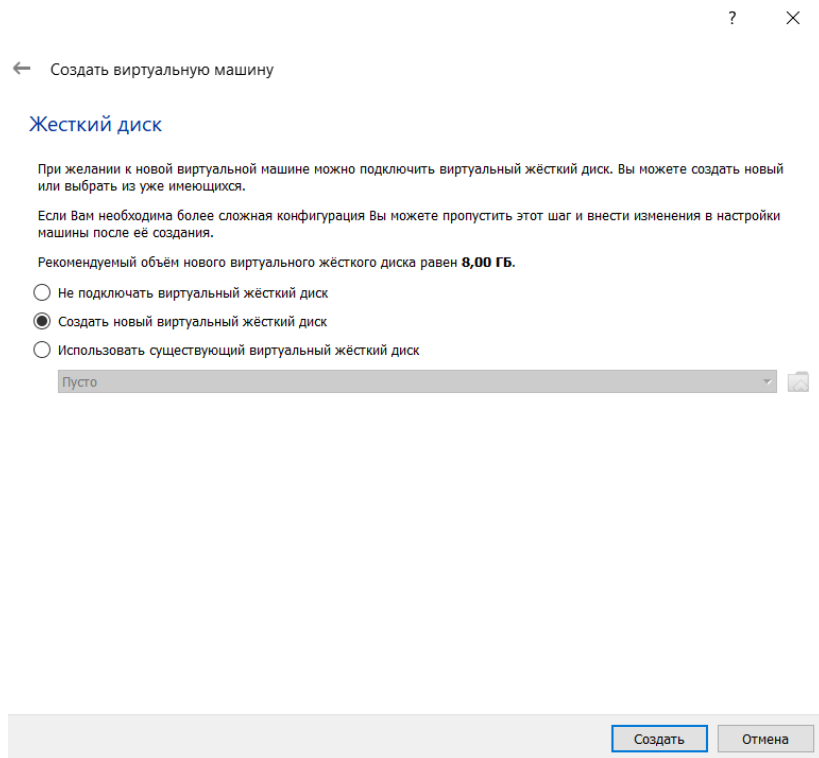 ?
Создать виртуальную машину
Жесткий диск
При желании к новой виртуальной машине можно подключить виртуальный жёсткий диск. Вы можете создать новый
или выбрать из уже имеющихся.
Если Вам необходима более сложная конфигурация Вы можете пропустить этот шаг и внести изменения в настройки
машины после её создания.
Рекомендуемый объём нового виртуального жёсткого диска равен 8,00 ГБ.
Не подключать виртуальный жёсткий диск
Создать новый виртуальный жёсткий диск
Использовать существующий виртуальный жёсткий диск
Пусто
Создать Отмена